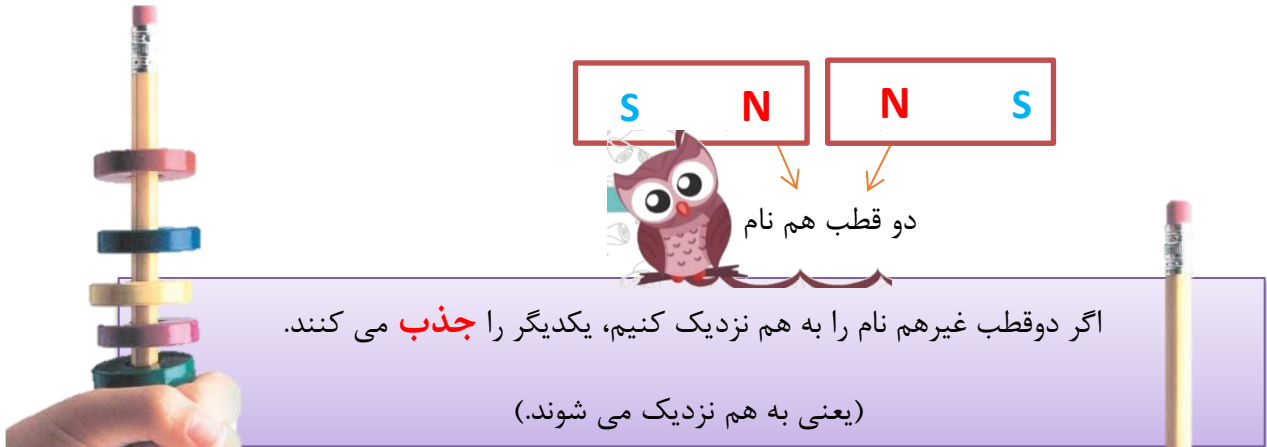 S N N S
دو قطب هم نام
اگر دوقطب غیرهم نام را به هم نزدیک کنیم، یکدیگر را جذب می کنند.
(یعنی به هم نزدیک می شوند.)